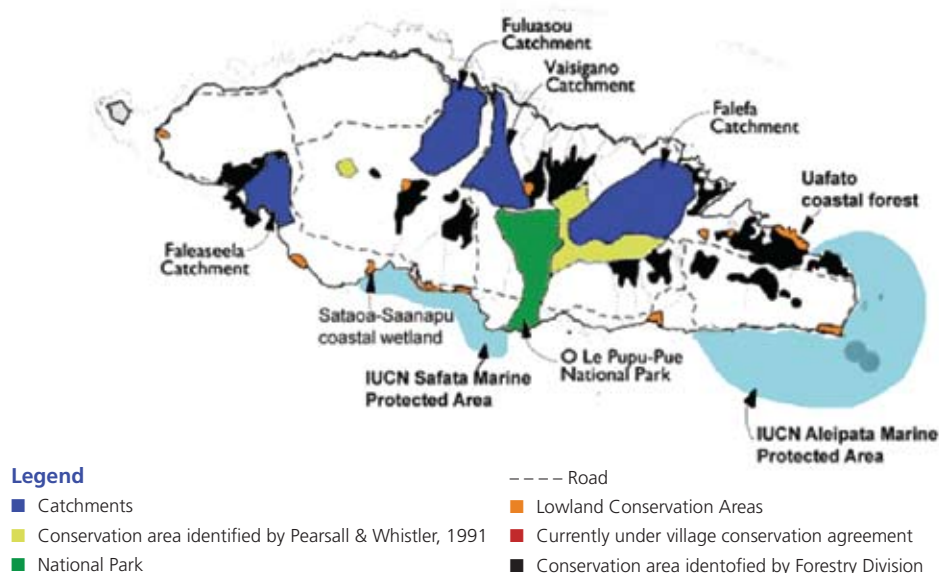 Fuluasou
Catchment
Vaisigano
Catchment
Falefa
Catchment
Uafato
coastal forest
Faleaseela
Catchment
Sataoa-Saanapu
coastal wetland
O Le Pupu-Pue
National Park
IUCN Safata Marine
Protected Area
IUCN Aleipata Marine
Protected Area
Legend
Catchments
Conservation area identified by Pearsall & Whistler, 1991
National Park
Road
Lowland Conservation Areas
Currently under village conservation agreement
Conservation area identofied by Forestry Division